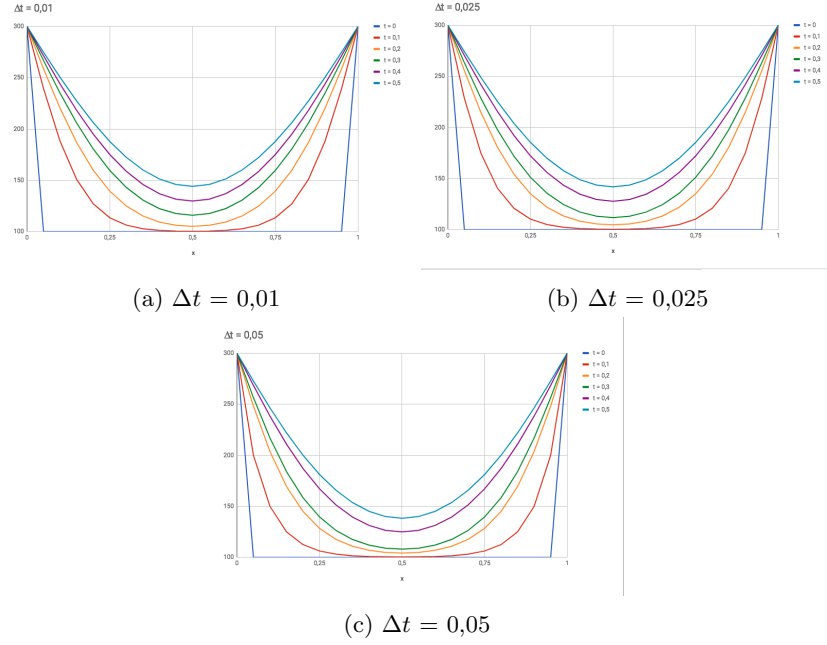 Δt = 0,01
300
250
200
150
100
0
0,25
0,5
0,75
1
x
t = 0
t = 0,1
t = 0,2
t = 0,3
t = 0,4
t = 0,5
(a) Δt = 0,01
Δt = 0,025
300
250
200
150
100
0
0,25
0,5
0,75
1
x
t = 0
t = 0,1
t = 0,2
t = 0,3
t = 0,4
t = 0,5
(b) Δt = 0,025
Δt = 0,05
300
250
200
150
100
0
0,25
0,5
0,75
1
x
t = 0
t = 0,1
t = 0,2
t = 0,3
t = 0,4
t = 0,5
(c) Δt = 0,05